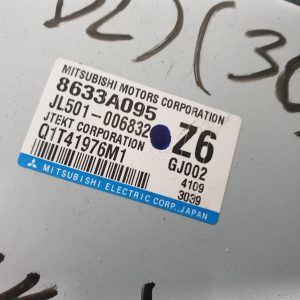 MITSUBISHI MOTORS CORPORATION
8633A095
JL501-006832
JTEKT CORPORATION
Q1T41976M1
Z6
GJ002
4109
3039
MITSUBISHI ELECTRIC CORP. JAPAN